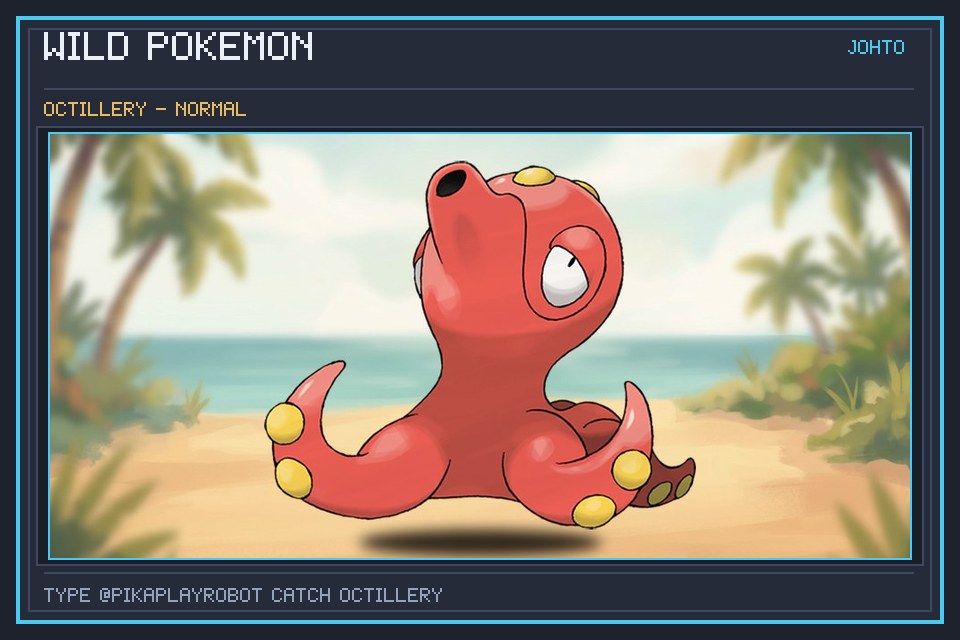 WILD POKEMON
JOHTO
OCTILLERY - NORMAL
TYPE @PIKAPLAYROBOT CATCH OCTILLERY